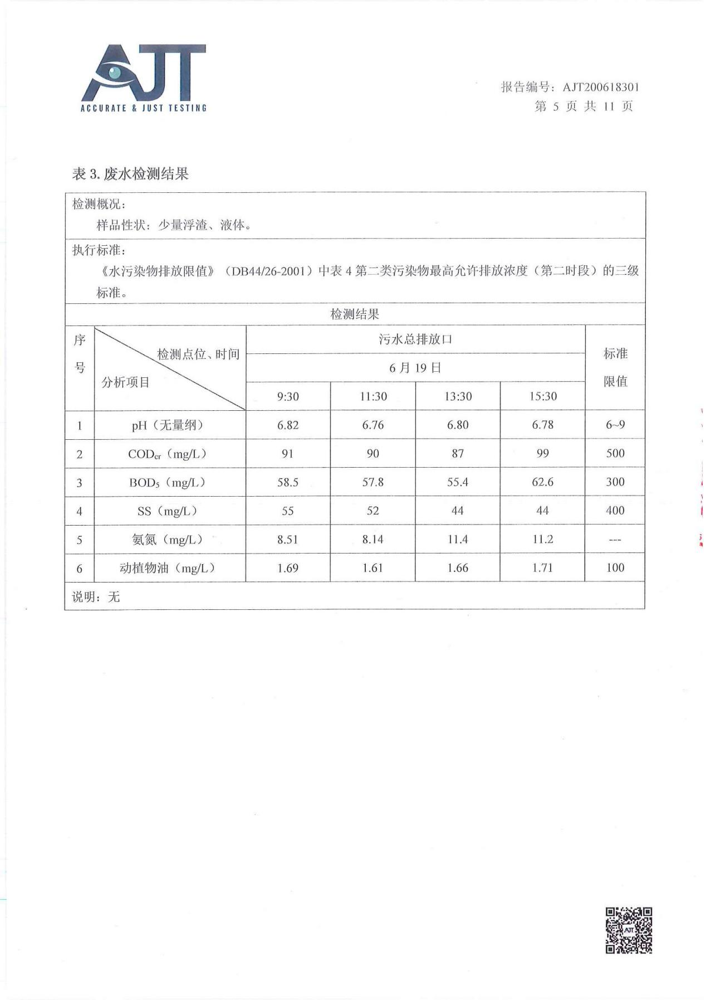 AJT
ACCURATE & JUST TESTING
报告编号：AJT200618301
第 5 页 共 11 页
表 3. 废水检测结果
检测概况：
样品性状：少量浮渣、液体。
执行标准：
《水污染物排放限值》（DB44/26-2001）中表 4 第二类污染物最高允许排放浓度（第二时段）的三级
标准。
检测结果
序号 检测点位、时间 分析项目 污水总排放口 标准限值
6 月 19 日
9:30 11:30 13:30 15:30
1 pH（无量纲） 6.82 6.76 6.80 6.78 6~9
2 CODcr（mg/L） 91 90 87 99 500
3 BOD5（mg/L） 58.5 57.8 55.4 62.6 300
4 SS（mg/L） 55 52 44 44 400
5 氨氮（mg/L） 8.51 8.14 11.4 11.2 ---
6 动植物油（mg/L） 1.69 1.61 1.66 1.71 100
说明：无
AJT